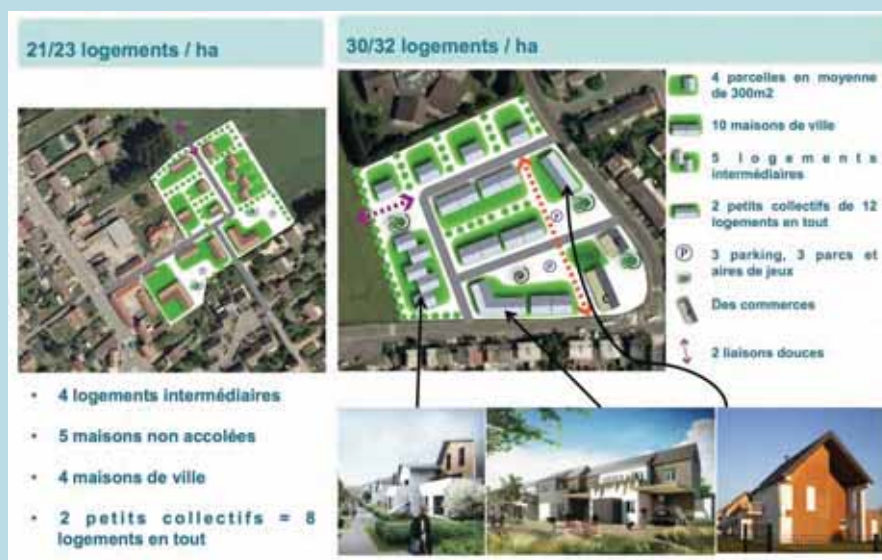 21/23 logements / ha
30/32 logements / ha
4 parcelles en moyenne
de 300m2
10 maisons de ville
5 logements
intermédiaires
2 petits collectifs de 12
logements en tout
P
3 parking, 3 parcs et
aires de jeux
Des commerces
2 liaisons douces
P
P
• 4 logements intermédiaires
• 5 maisons non accolées
• 4 maisons de ville
• 2 petits collectifs = 8
logements en tout